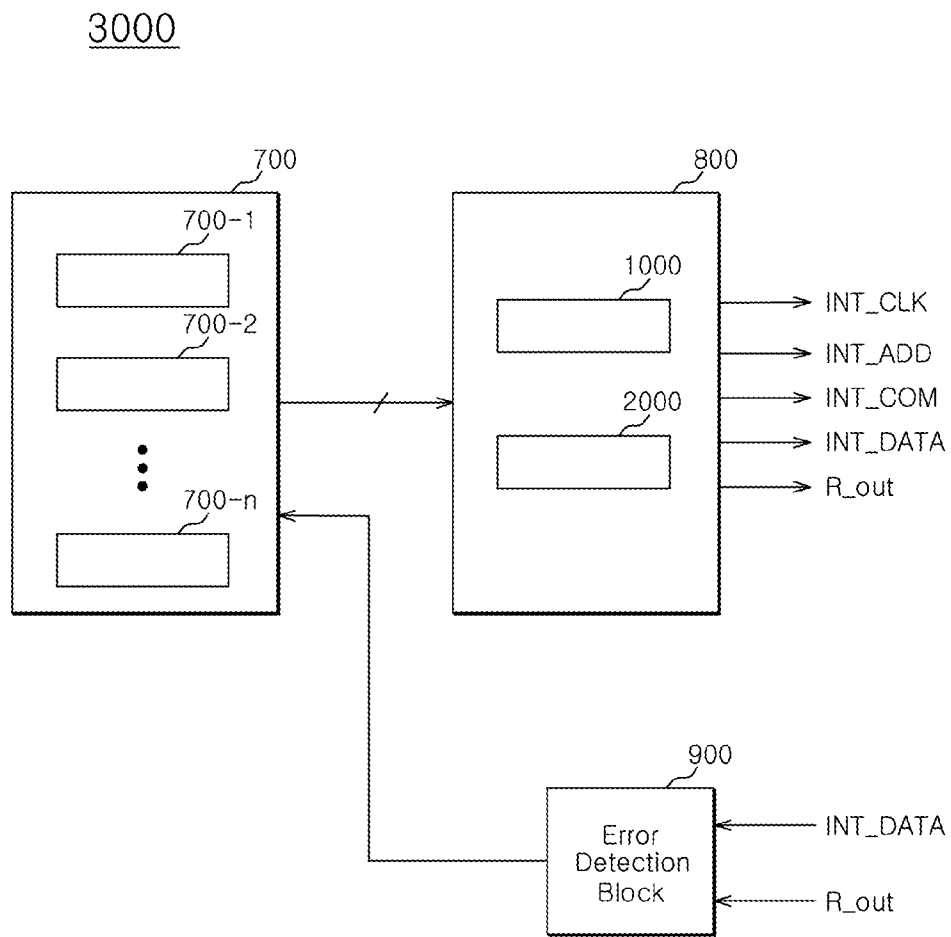 3000
700
700-1
700-2
700-n
800
1000
2000
INT_CLK
INT_ADD
INT_COM
INT_DATA
R_out
900
Error
Detection
Block
INT_DATA
R_out